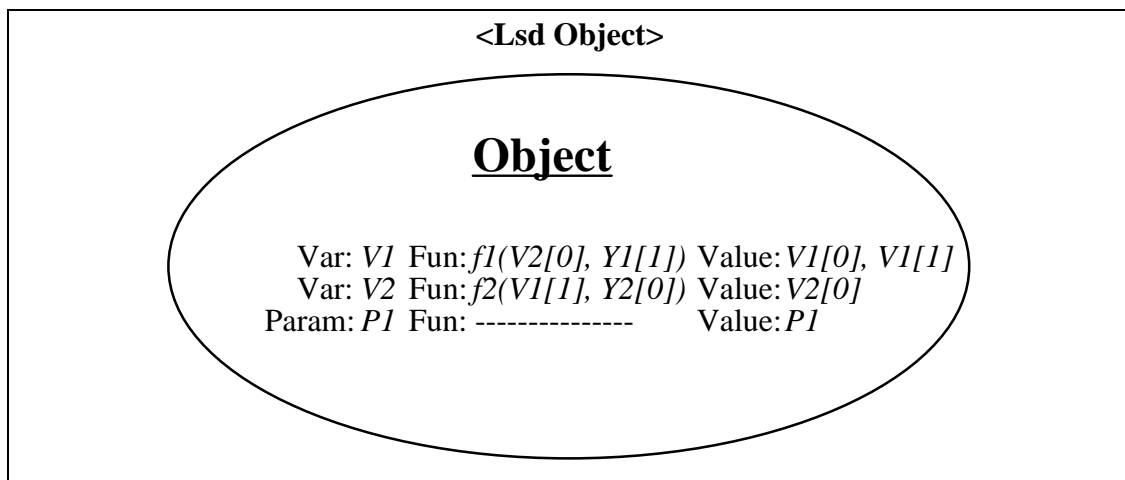 <Lsd Object>
Object
Var: V1 Fun: f1(V2[0], Y1[1]) Value: V1[0], V1[1]
Var: V2 Fun: f2(V1[1], Y2[0]) Value: V2[0]
Param: P1 Fun: --------------- Value: P1